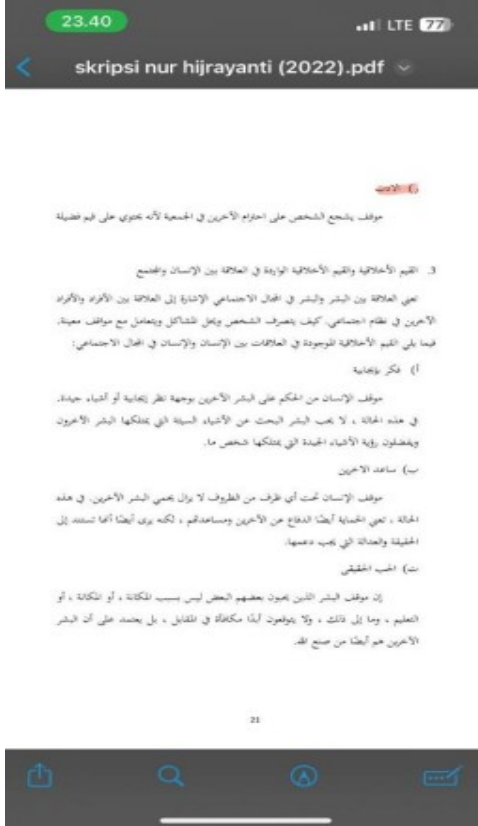 23.40
LTE 77
skripsi nur hijrayanti (2022).pdf
موقف يشجع الشخص على احترام الآخرين في الجمعية لأنه يحتوي على قيم فضيلة
3. القيم الأخلاقية والقيم الأخلاقية الواردة في العلاقة بين الإنسان والمجتمع
تعني العلاقة بين البشر والبشر في المجال الاجتماعي الإشارة إلى العلاقة بين الأفراد والأفراد
الآخرين في نظام اجتماعي. كيف يتصرف الشخص ويحل المشاكل ويتعامل مع مواقف معينة.
فيما يلي القيم الأخلاقية الموجودة في العلاقات بين الإنسان والإنسان في المجال الاجتماعي:
أ) فكر بإيجابية
موقف الإنسان من الحكم على البشر الآخرين بوجهة نظر إيجابية أو أشياء جيدة.
في هذه الحالة ، لا يحب البشر البحث عن الأشياء السيئة التي يمتلكها البشر الآخرون
ويفضلون رؤية الأشياء الجيدة التي يمتلكها شخص ما.
ب) ساعد الاخرين
موقف الإنسان تحت أي ظرف من الظروف لا يزال يحمي البشر الآخرين. في هذه
الحالة ، تعني الحماية أيضًا الدفاع عن الآخرين ومساعدتهم ، لكنه يرى أيضًا أنها تستند إلى
الحقيقة والعدالة التي يجب دعمها.
ت) الحب الحقيقي
إن موقف البشر الذين يحبون بعضهم البعض ليس بسبب المكانة ، أو المكانة ، أو
التعليم ، وما إلى ذلك ، ولا يتوقعون أبدًا مكافأة في المقابل ، بل يعتمد على أن البشر
الآخرين هم أيضًا من صنع الله.
21